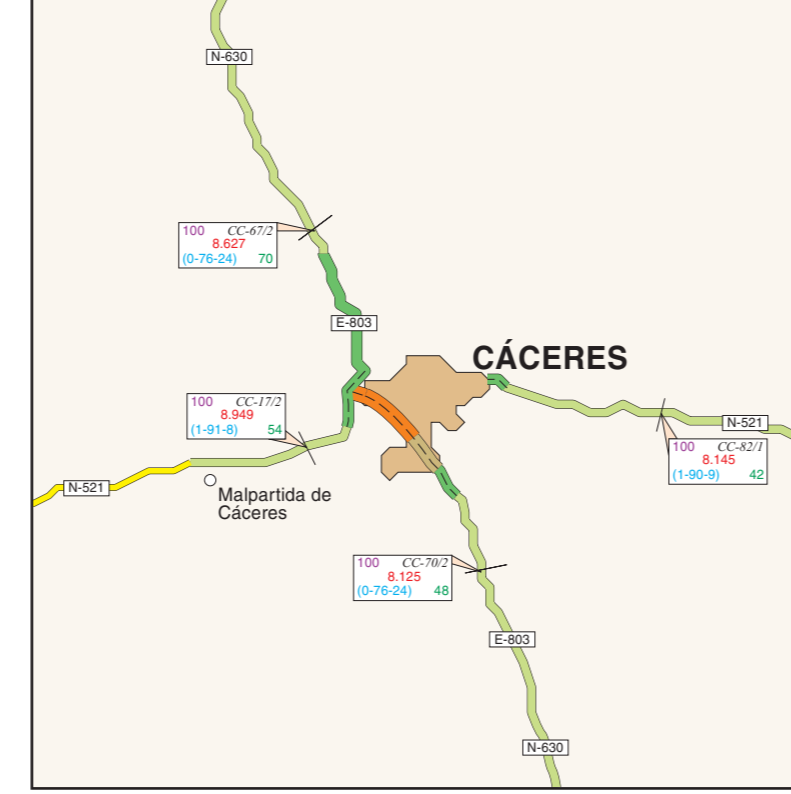 N-630
100 CC-67/2
8.627
(0-76-24) 70
E-803
CÁCERES
100 CC-17/2
8.949
(1-91-8) 54
N-521
100 CC-82/1
8.145
(1-90-9) 42
N-521
Malpartida de
Cáceres
100 CC-70/2
8.125
(0-76-24) 48
E-803
N-630